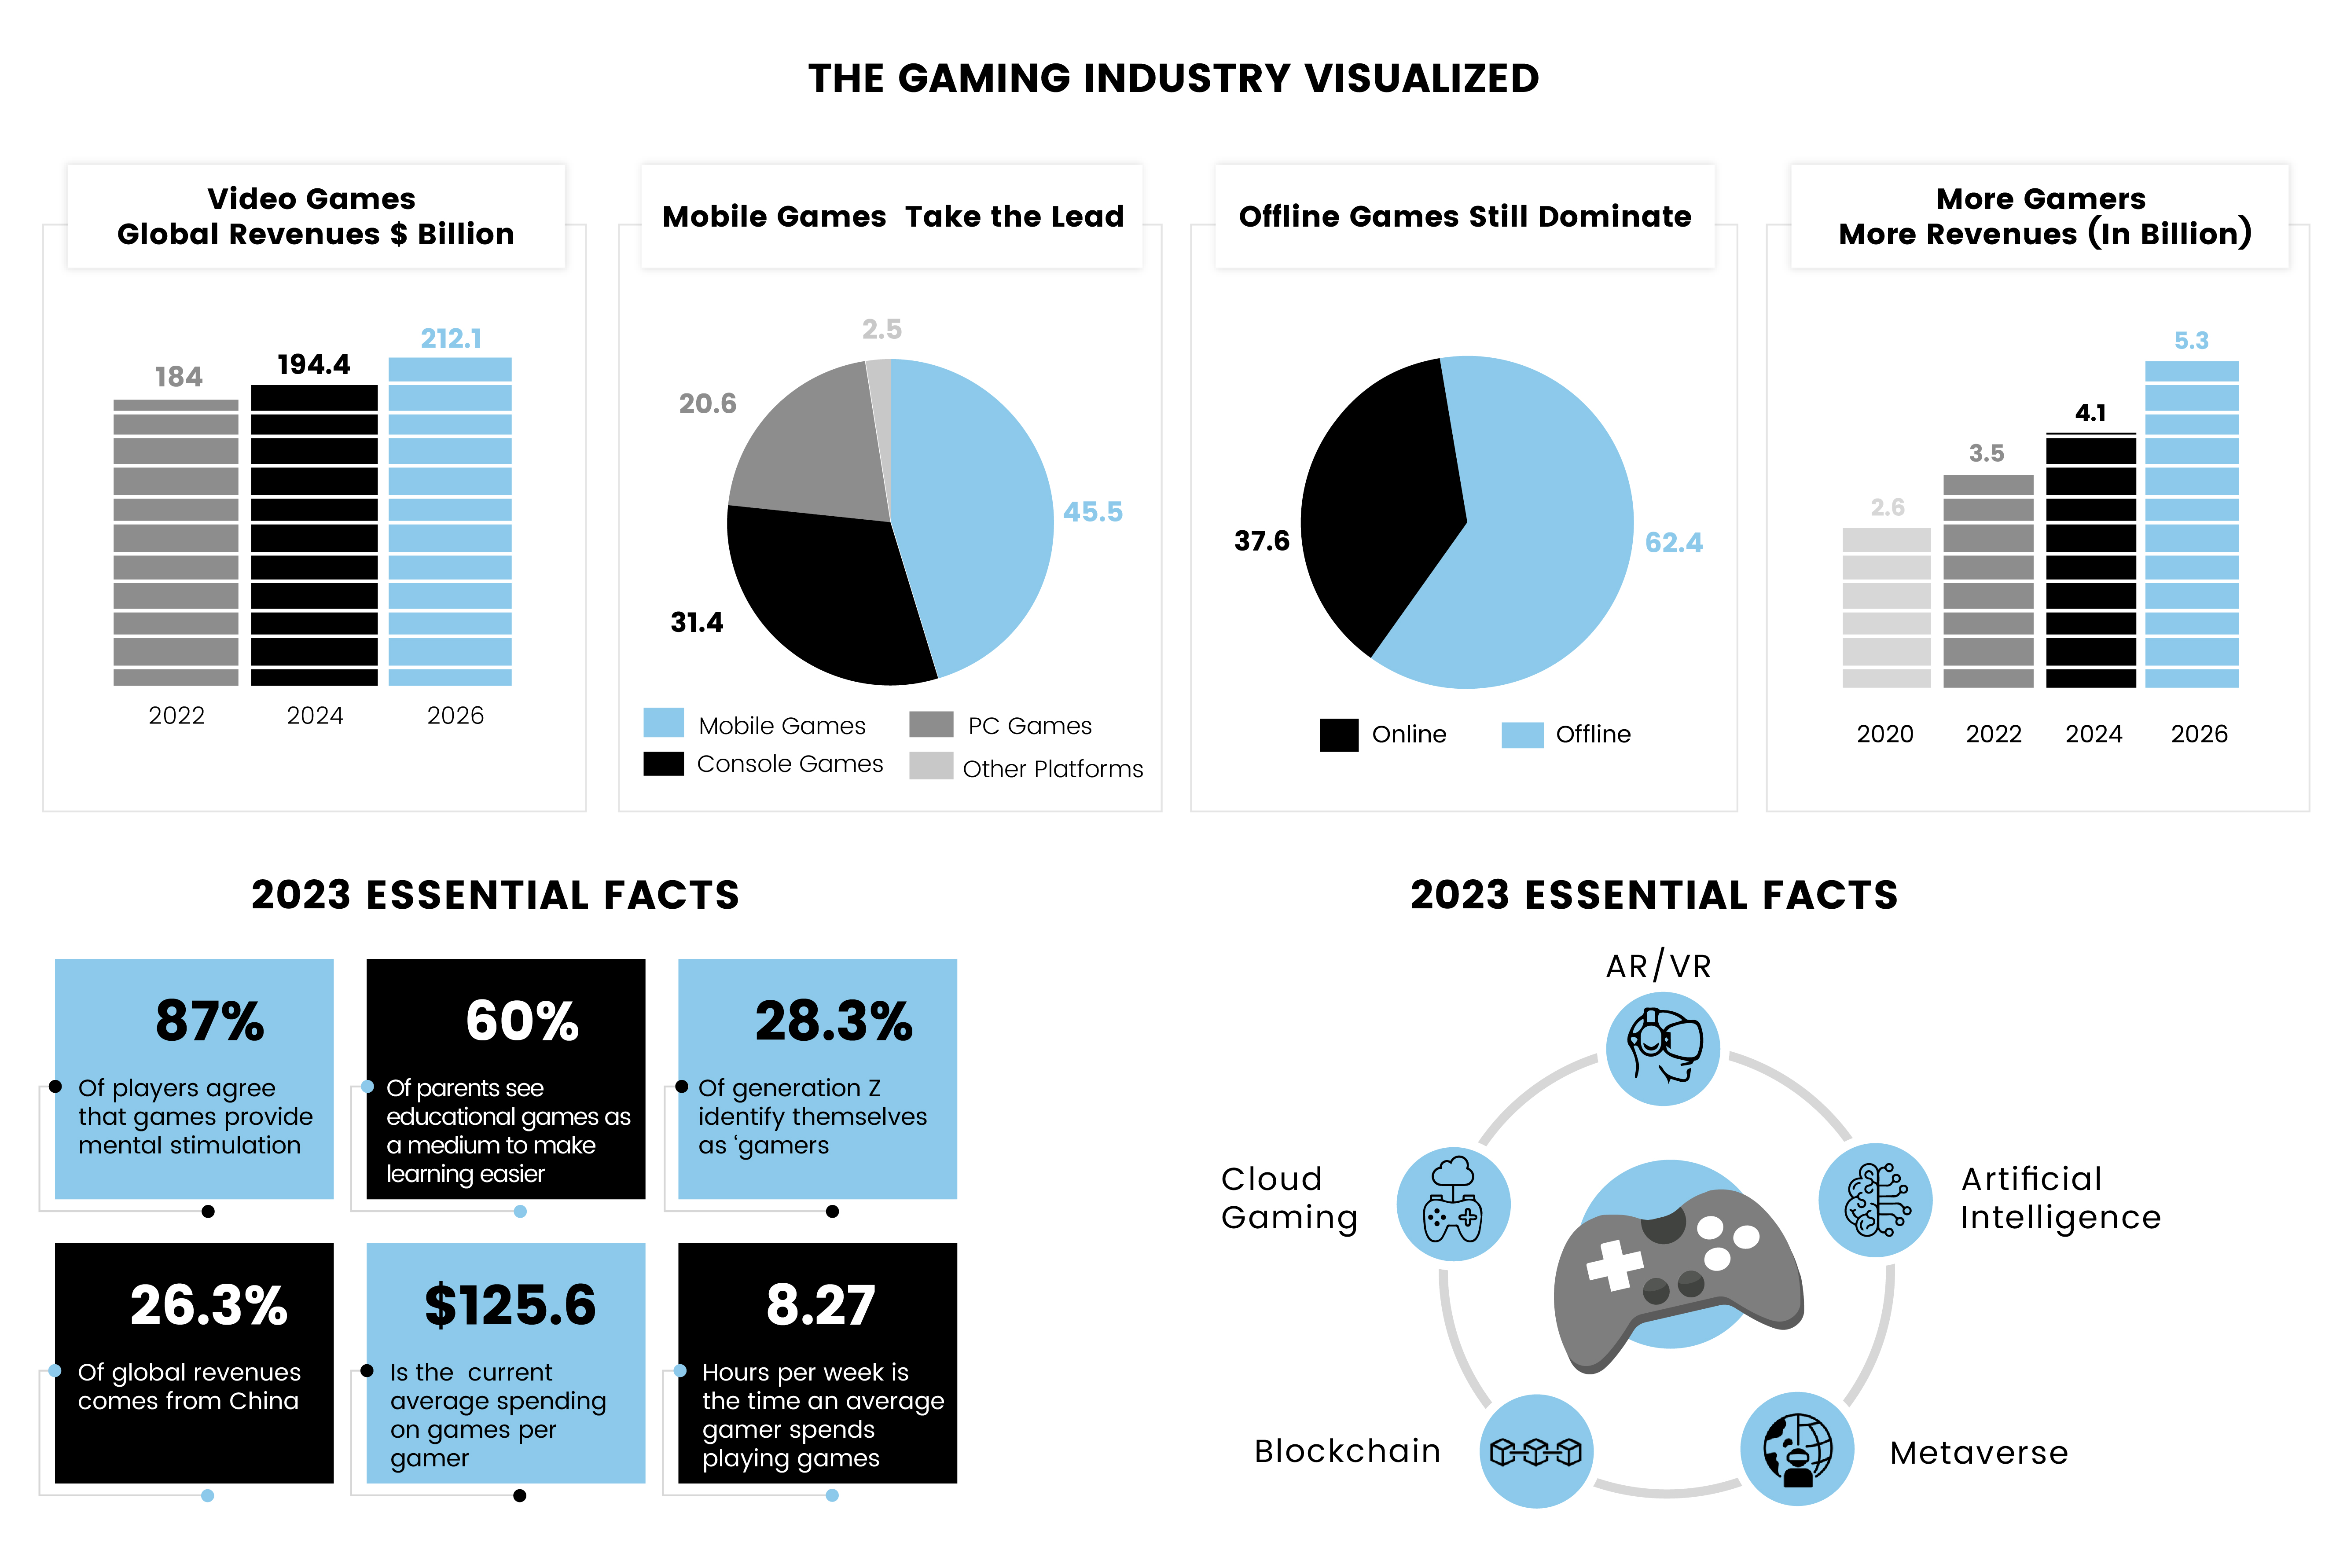 THE GAMING INDUSTRY VISUALIZED
Video Games
Global Revenues $ Billion
184
194.4
212.1
2022
2024
2026
Mobile Games Take the Lead
2.5
20.6
45.5
31.4
Mobile Games
PC Games
Console Games
Other Platforms
Offline Games Still Dominate
37.6
62.4
Online
Offline
More Gamers
More Revenues (In Billion)
2.6
3.5
4.1
5.3
2020
2022
2024
2026
2023 ESSENTIAL FACTS
87%
Of players agree
that games provide
mental stimulation
60%
Of parents see
educational games as
a medium to make
learning easier
28.3%
Of generation Z
identify themselves
as ‘gamers
26.3%
Of global revenues
comes from China
$125.6
Is the current
average spending
on games per
gamer
8.27
Hours per week is
the time an average
gamer spends
playing games
2023 ESSENTIAL FACTS
AR/VR
Cloud
Gaming
Artificial
Intelligence
Blockchain
Metaverse